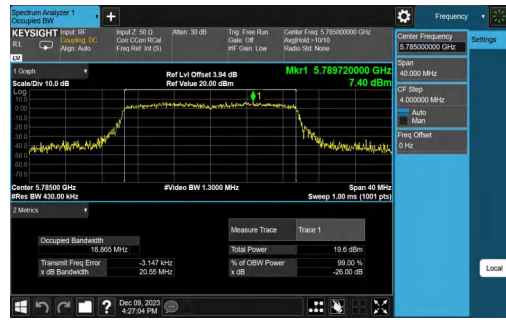 Spectrum Analyzer 1
Occupied BW
Frequency
Settings
KEYSIGHT Input: RF
RL
Coupling: DC
Align: Auto
Input Z: 50 Ω
Corr CCorr RCal
Freq Ref: Int (S)
Atten: 30 dB
Trig: Free Run
Gate: Off
#IF Gain: Low
Center Freq: 5.785000000 GHz
Avg|Hold:>10/10
Radio Std: None
LV
1 Graph
Scale/Div 10.0 dB
Ref Lvl Offset 3.94 dB
Ref Value 20.00 dBm
Mkr1 5.789720000 GHz
7.40 dBm
Log
10.0
0.00
-10.0
-20.0
-30.0
-40.0
-50.0
-60.0
-70.0
1
Center 5.78500 GHz
#Res BW 430.00 kHz
#Video BW 1.3000 MHz
Span 40 MHz
Sweep 1.00 ms (1001 pts)
2 Metrics
Measure Trace Trace 1
Occupied Bandwidth
18.865 MHz
Total Power 19.6 dBm
Transmit Freq Error -3.147 kHz
% of OBW Power 99.00 %
x dB Bandwidth 20.55 MHz
x dB -26.00 dB
Dec 09, 2023
4:27:04 PM
Center Frequency
5.785000000 GHz
Span
40.000 MHz
CF Step
4.000000 MHz
Auto
Man
Freq Offset
0 Hz
Local